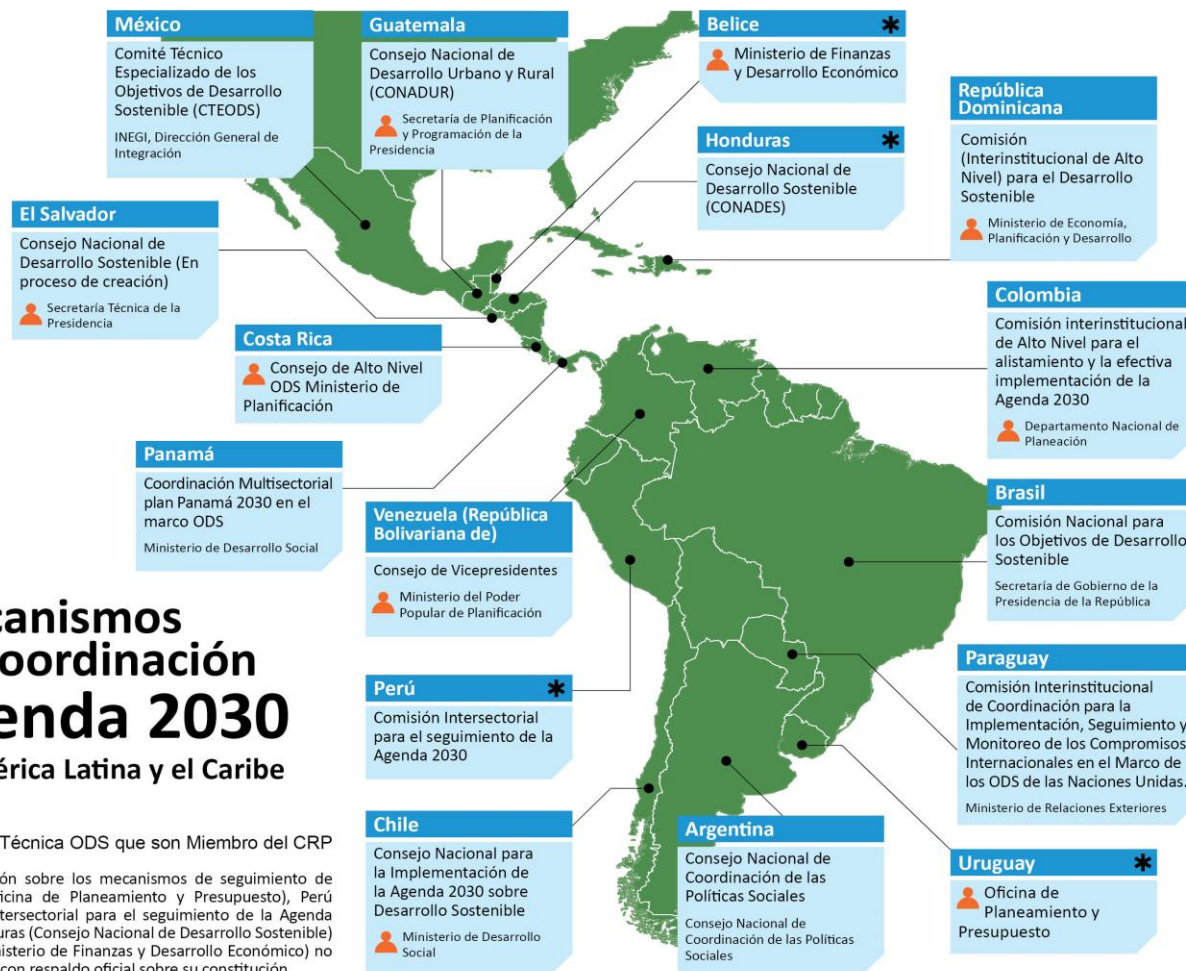 México
Comité Técnico
Especializado de los
Objetivos de Desarrollo
Sostenible (CTEODS)
INEGI, Dirección General de
Integración
Guatemala
Consejo Nacional de
Desarrollo Urbano y Rural
(CONADUR)
Secretaría de Planificación
y Programación de la
Presidencia
Belice *
Ministerio de Finanzas
y Desarrollo Económico
República
Dominicana
Comisión
(Interinstitucional de Alto
Nivel) para el Desarrollo
Sostenible
Ministerio de Economía,
Planificación y Desarrollo
Honduras *
Consejo Nacional de
Desarrollo Sostenible
(CONADES)
El Salvador
Consejo Nacional de
Desarrollo Sostenible (En
proceso de creación)
Secretaría Técnica de la
Presidencia
Costa Rica
Consejo de Alto Nivel
ODS Ministerio de
Planificación
Colombia
Comisión interinstitucional
de Alto Nivel para el
alistamiento y la efectiva
implementación de la
Agenda 2030
Departamento Nacional de
Planeación
Panamá
Coordinación Multisectorial
plan Panamá 2030 en el
marco ODS
Ministerio de Desarrollo Social
Venezuela (República
Bolivariana de)
Consejo de Vicepresidentes
Ministerio del Poder
Popular de Planificación
Brasil
Comisión Nacional para
los Objetivos de Desarrollo
Sostenible
Secretaría de Gobierno de la
Presidencia de la República
Perú *
Comisión Intersectorial
para el seguimiento de la
Agenda 2030
Paraguay
Comisión Interinstitucional
de Coordinación para la
Implementación, Seguimiento y
Monitoreo de los Compromisos
Internacionales en el Marco de
los ODS de las Naciones Unidas.
Ministerio de Relaciones Exteriores
Chile
Consejo Nacional para
la Implementación de
la Agenda 2030 sobre
Desarrollo Sostenible
Ministerio de Desarrollo
Social
Argentina
Consejo Nacional de
Coordinación de las
Políticas Sociales
Consejo Nacional de
Coordinación de las Políticas
Sociales
Uruguay *
Oficina de
Planeamiento y
Presupuesto
canismos
oordinación
enda 2030
érica Latina y el Caribe
Técnica ODS que son Miembro del CRP
ón sobre los mecanismos de seguimiento de
icina de Planeamiento y Presupuesto), Perú
ntersectorial para el seguimiento de la Agenda
uras (Consejo Nacional de Desarrollo Sostenible)
nisterio de Finanzas y Desarrollo Económico) no
con respaldo oficial sobre su constitución